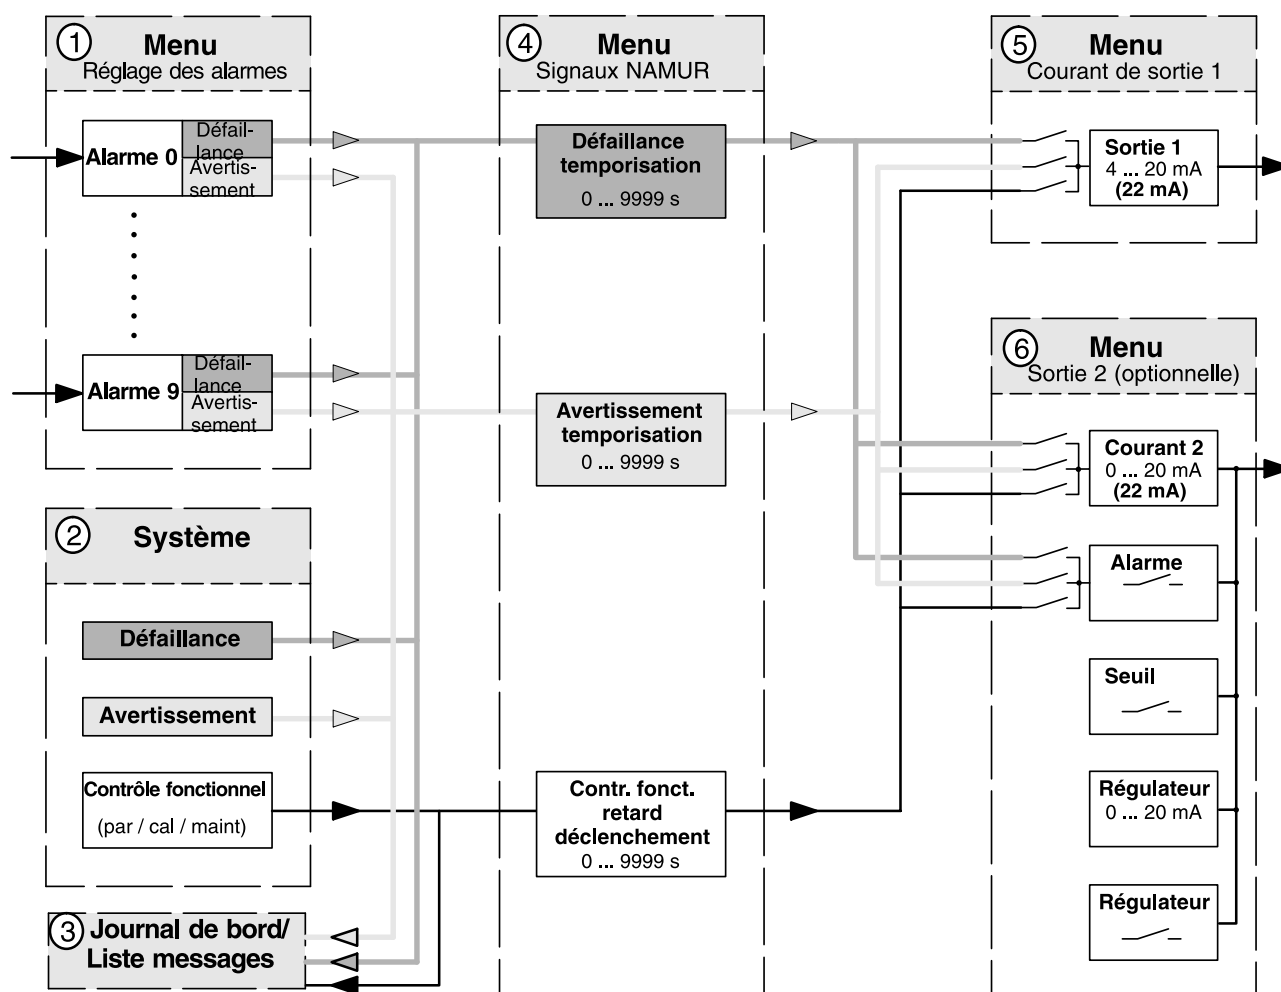 1
Menu
Réglage des alarmes
Alarme 0
Défail-
lance
Avertis-
sement
Alarme 9
Défail-
lance
Avertis-
sement
2
Système
Défaillance
Avertissement
Contrôle fonctionnel
(par / cal / maint)
3
Journal de bord/
Liste messages
4
Menu
Signaux NAMUR
Défaillance
temporisation
0 ... 9999 s
Avertissement
temporisation
0 ... 9999 s
Contr. fonct.
retard
déclenchement
0 ... 9999 s
5
Menu
Courant de sortie 1
Sortie 1
4 ... 20 mA
(22 mA)
6
Menu
Sortie 2 (optionnelle)
Courant 2
0 ... 20 mA
(22 mA)
Alarme
Seuil
Régulateur
0 ... 20 mA
Régulateur